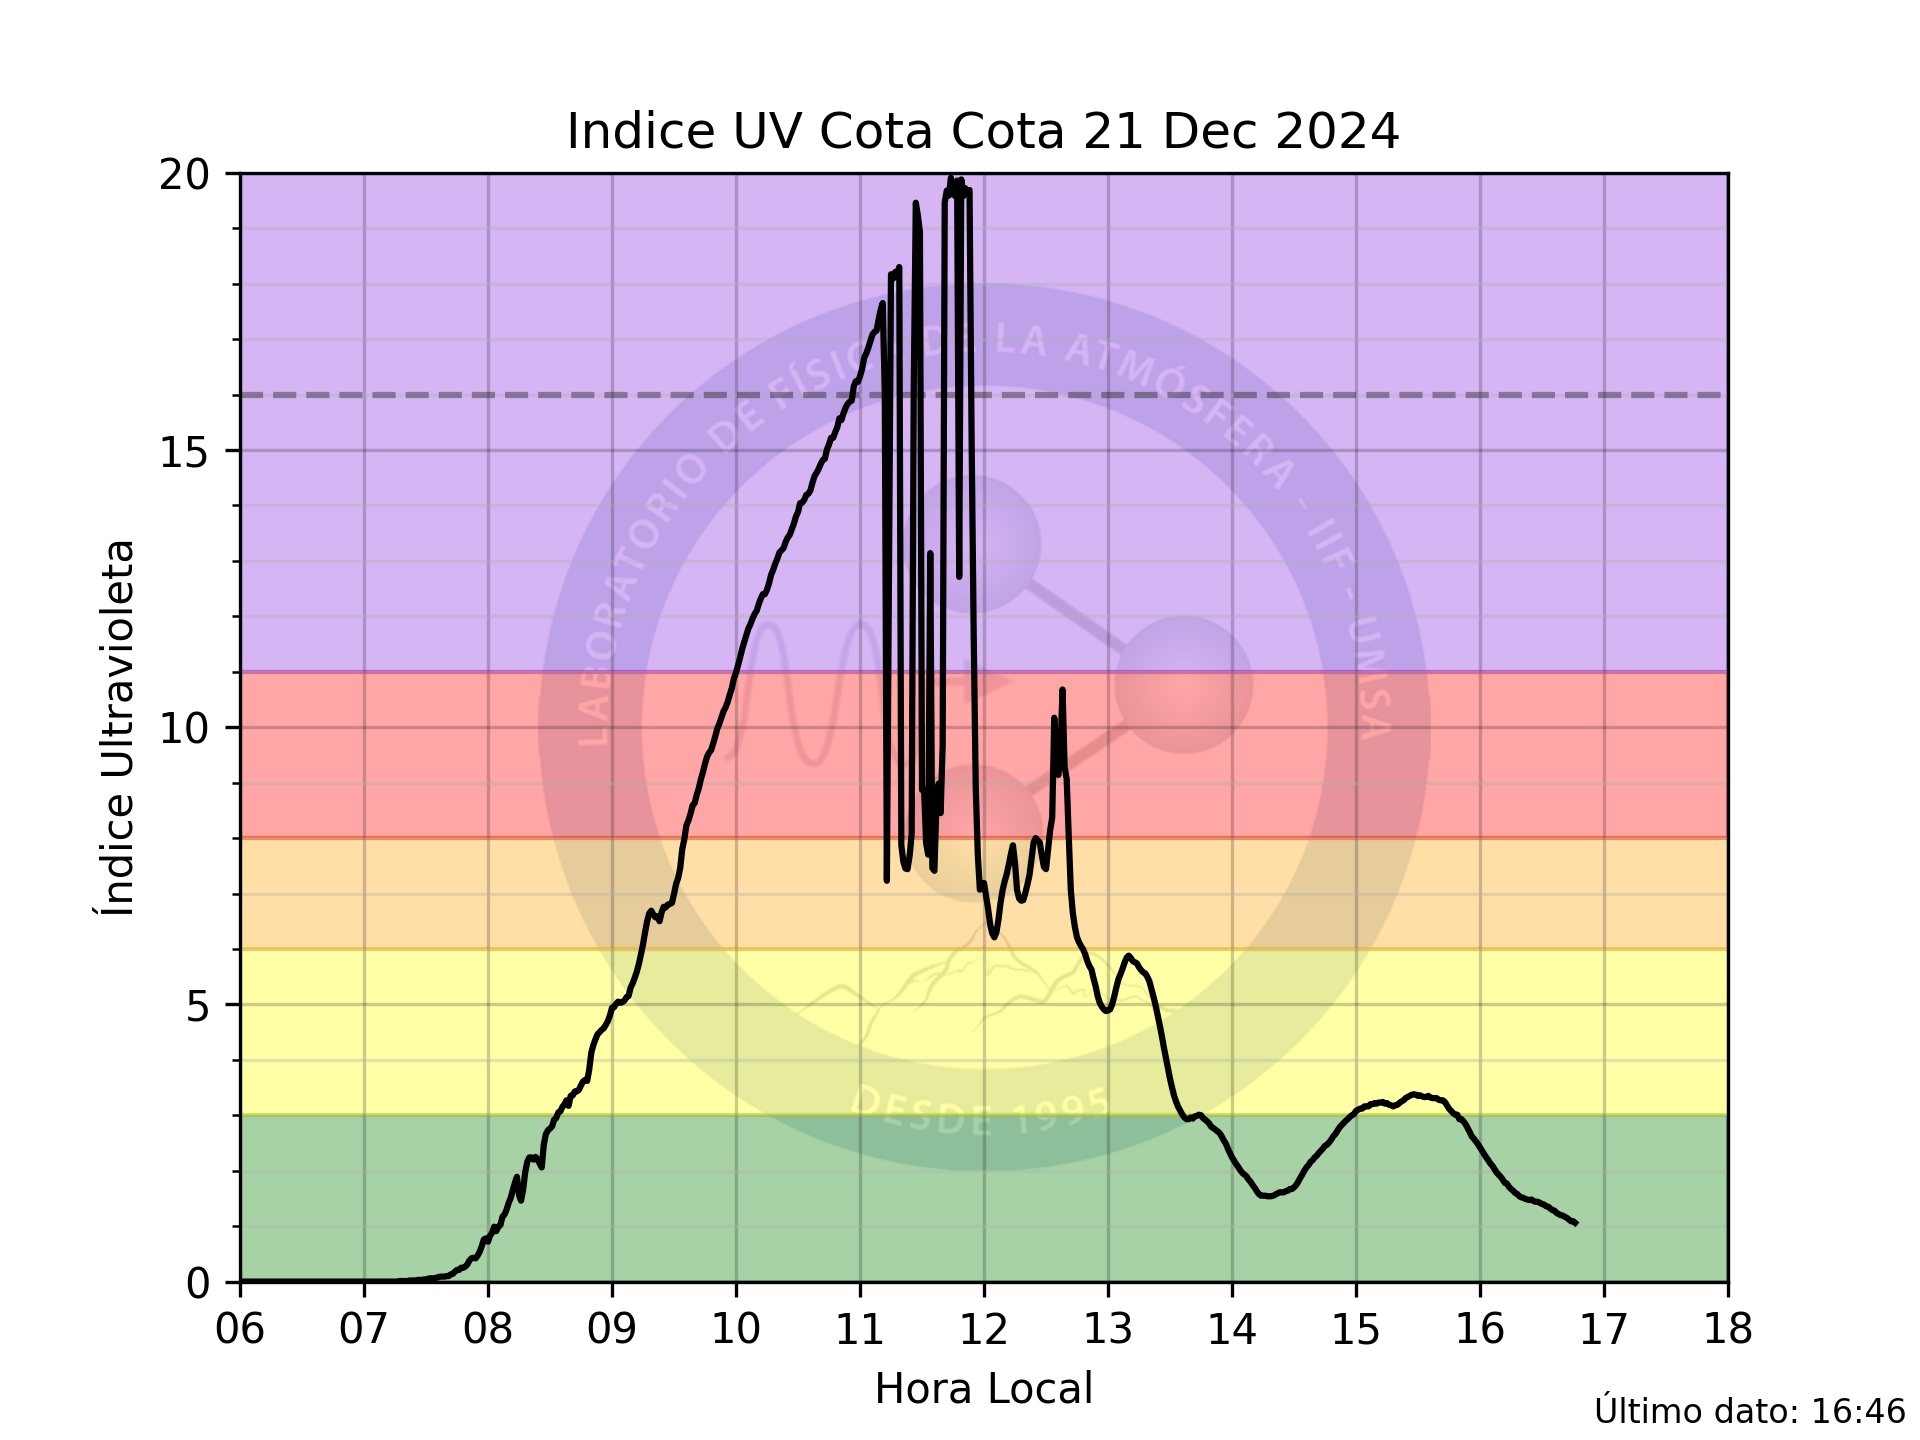 Indice UV Cota Cota 21 Dec 2024
20
15
10
5
0
Índice Ultravioleta
LABORATORIO DE FÍSICA DE LA ATMÓSFERA - IIF - UMSA
DESDE 1995
06 07 08 09 10 11 12 13 14 15 16 17 18
Hora Local
Último dato: 16:46